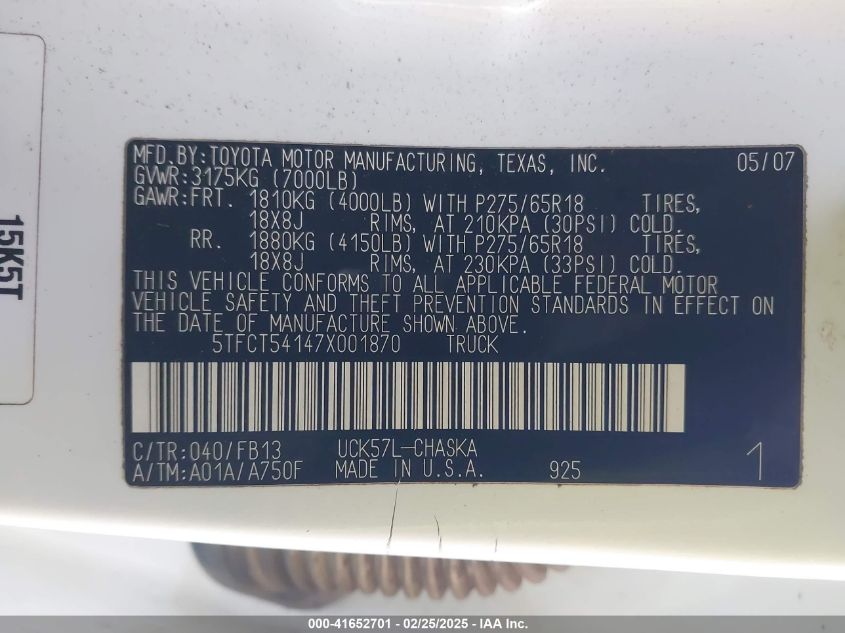 15K5T
MFD.BY:TOYOTA MOTOR MANUFACTURING, TEXAS, INC. 05/07
GVWR:3175KG (7000LB)
GAWR:FRT. 1810KG (4000LB) WITH P275/65R18 TIRES,
18X8J RIMS, AT 210KPA (30PSI) COLD.
RR. 1880KG (4150LB) WITH P275/65R18 TIRES,
18X8J RIMS, AT 230KPA (33PSI) COLD.
THIS VEHICLE CONFORMS TO ALL APPLICABLE FEDERAL MOTOR
VEHICLE SAFETY AND THEFT PREVENTION STANDARDS IN EFFECT ON
THE DATE OF MANUFACTURE SHOWN ABOVE.
5TFCT54147X001870 TRUCK
C/TR:040/FB13 UCK57L-CHASKA
A/TM:A01A/A750F MADE IN U.S.A. 925 1
000-41652701 - 02/25/2025 - IAA Inc.